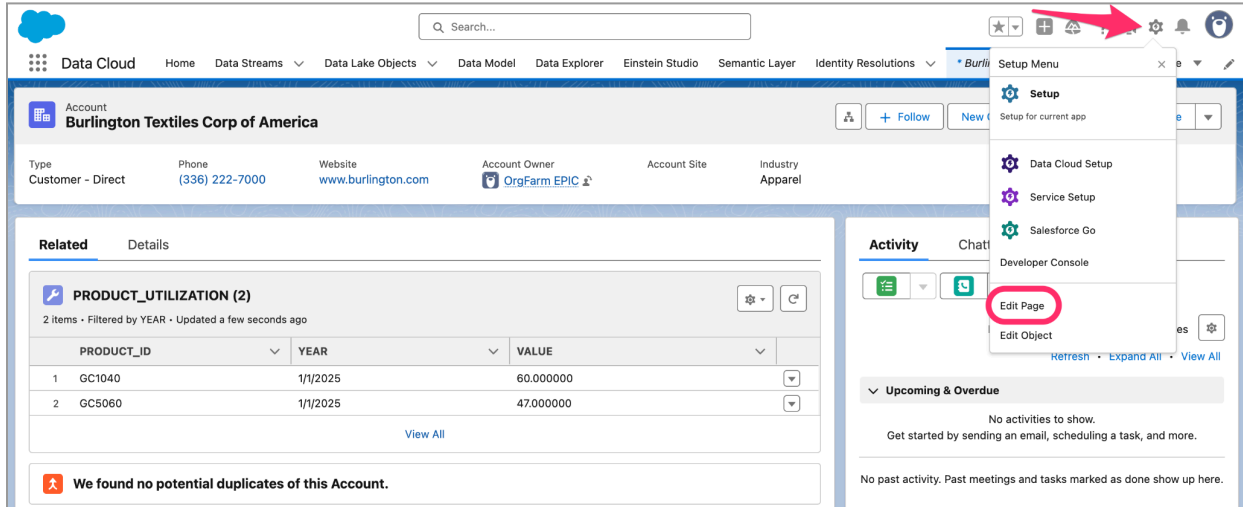 Search...
Data Cloud Home Data Streams Data Lake Objects Data Model Data Explorer Einstein Studio Semantic Layer Identity Resolutions * Burli
Setup Menu
Setup
Setup for current app
Data Cloud Setup
Service Setup
Salesforce Go
Developer Console
Edit Page
Edit Object
Account
Burlington Textiles Corp of America
+ Follow New
Type Phone Website Account Owner Account Site Industry
Customer - Direct (336) 222-7000 www.burlington.com OrgFarm EPIC Apparel
Related Details
PRODUCT_UTILIZATION (2)
2 items • Filtered by YEAR • Updated a few seconds ago
PRODUCT_ID YEAR VALUE
1 GC1040 1/1/2025 60.000000
2 GC5060 1/1/2025 47.000000
View All
We found no potential duplicates of this Account.
Activity Chatt
Refresh • Expand All • View All
Upcoming & Overdue
No activities to show.
Get started by sending an email, scheduling a task, and more.
No past activity. Past meetings and tasks marked as done show up here.